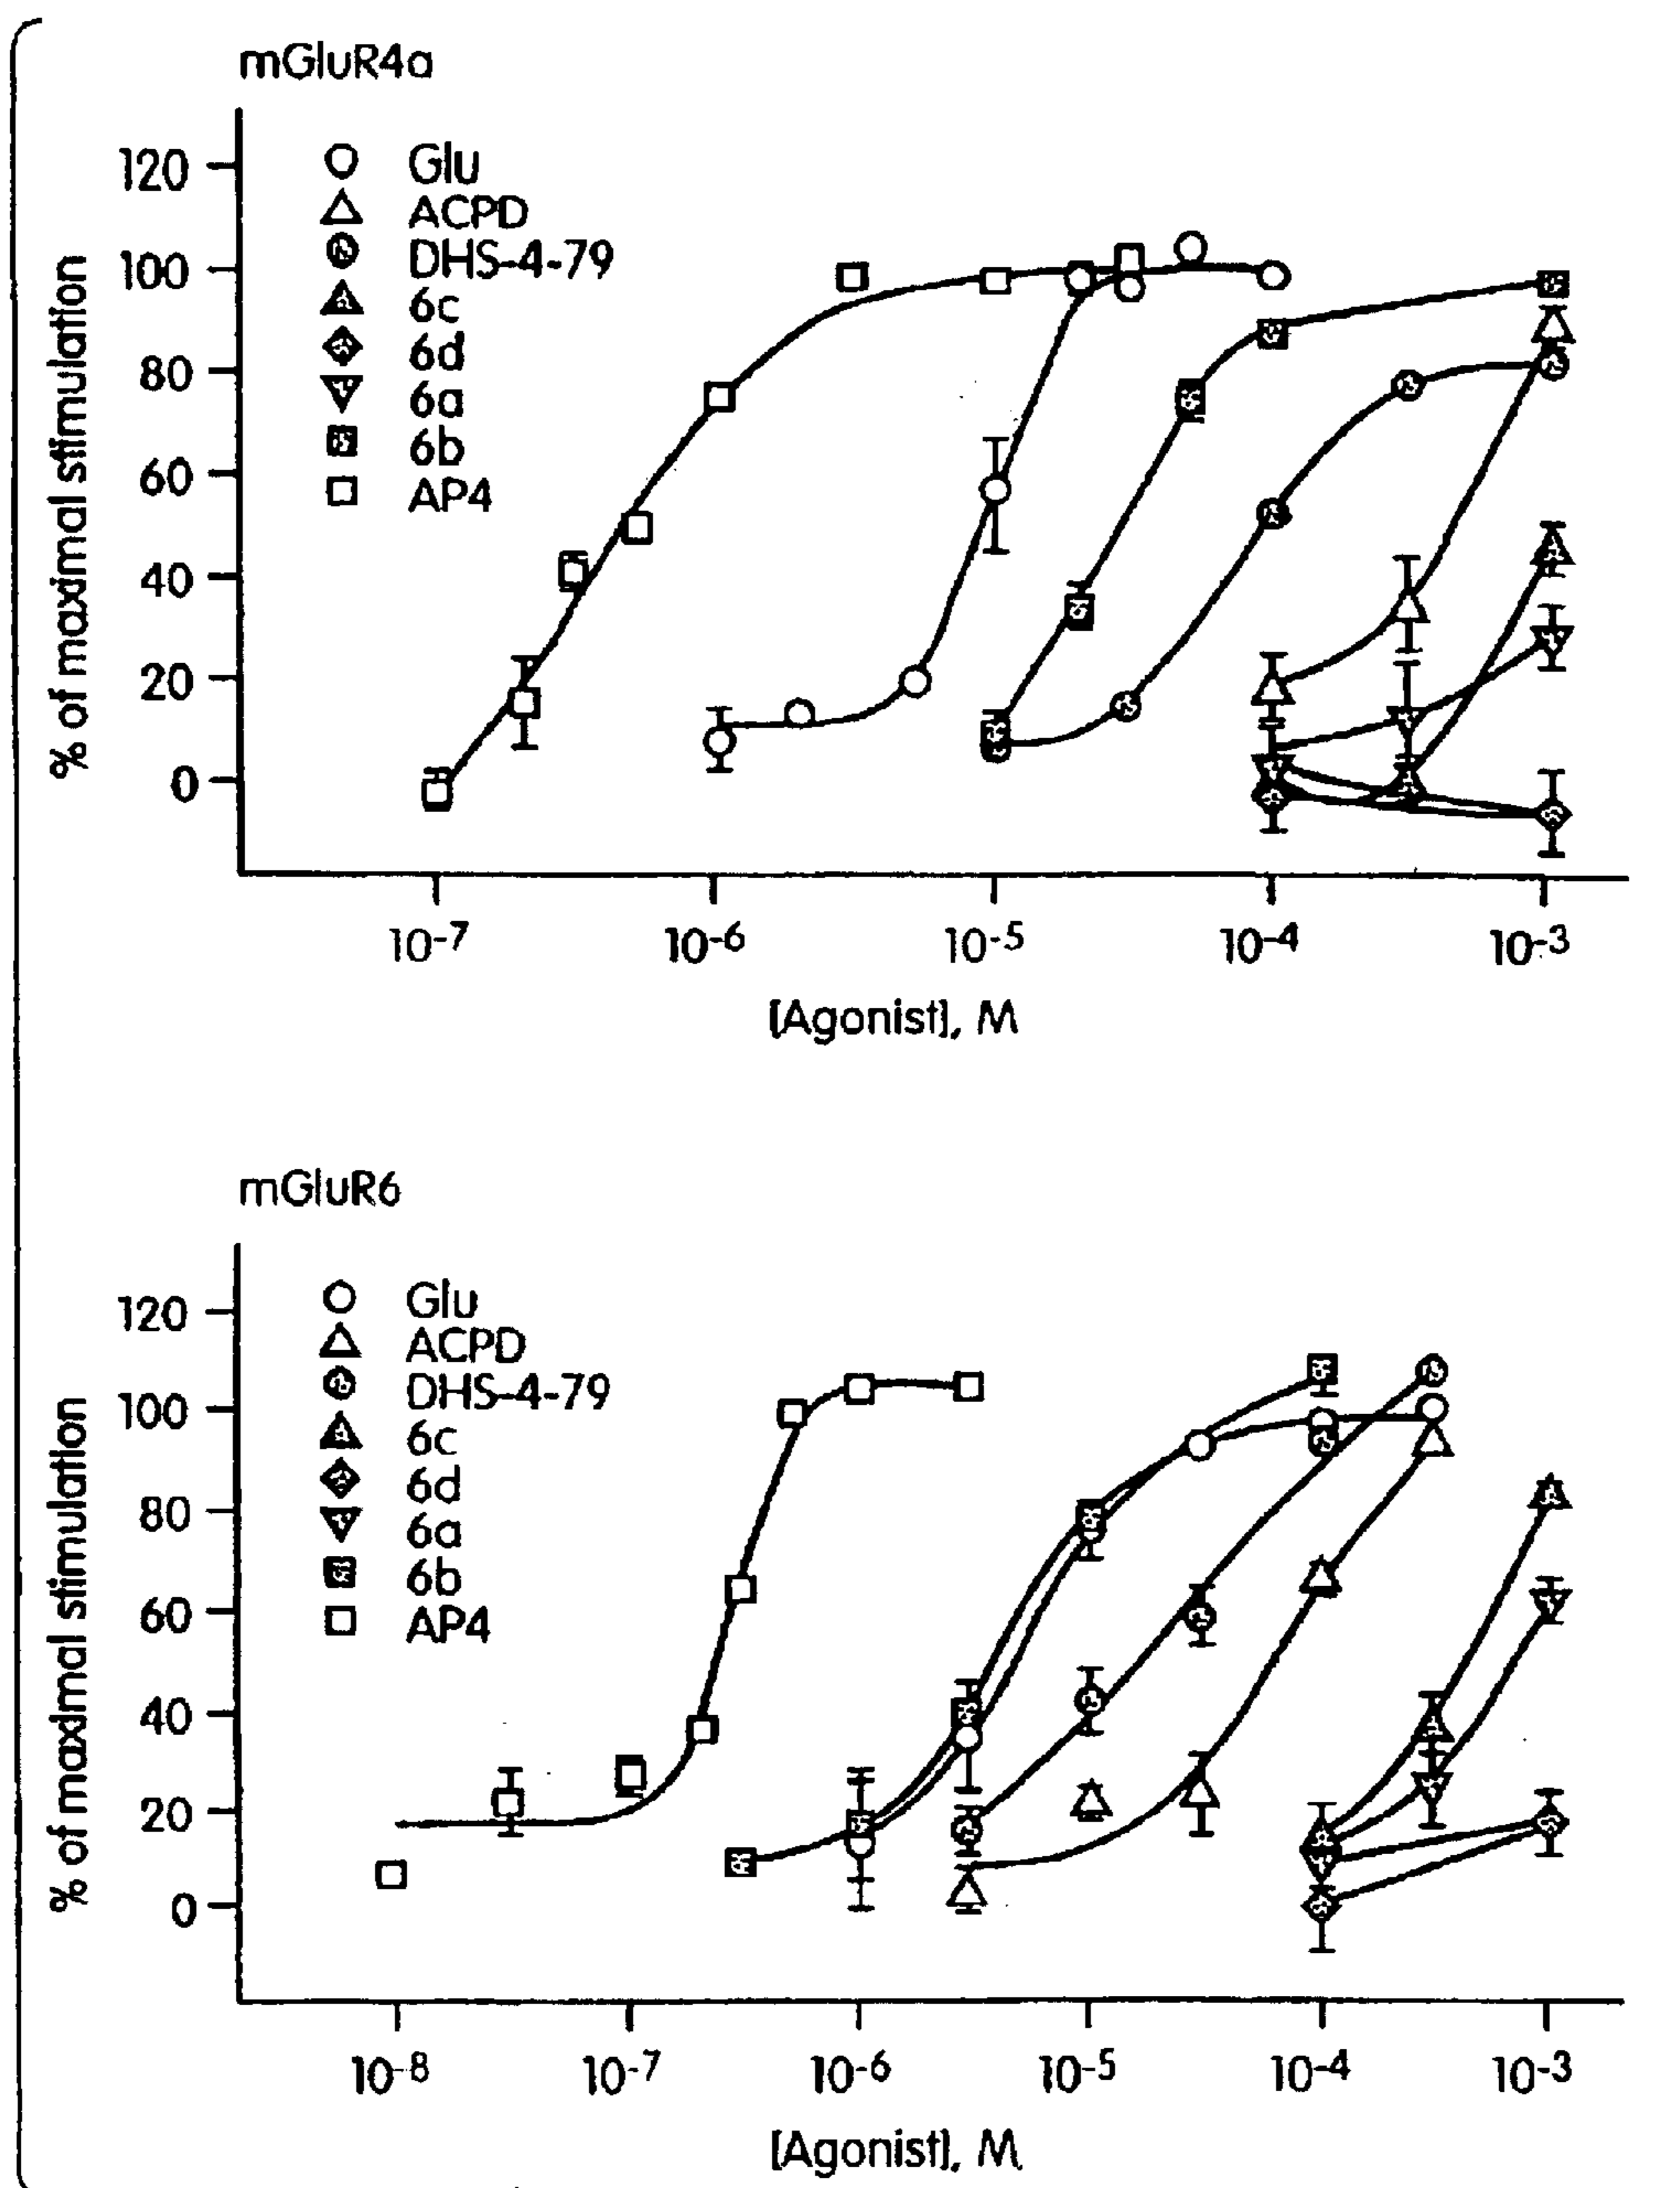 mGluR4a
Glu
ACPD
DHS-4-79
6c
6d
6a
6b
AP4
120
100
80
60
40
20
0
% of maximal stimulation
10-7
10-6
10-5
10-4
10-3
[Agonist], M
mGluR6
Glu
ACPD
DHS-4-79
6c
6d
6a
6b
AP4
120
100
80
60
40
20
0
% of maximal stimulation
10-8
10-7
10-6
10-5
10-4
10-3
[Agonist], M